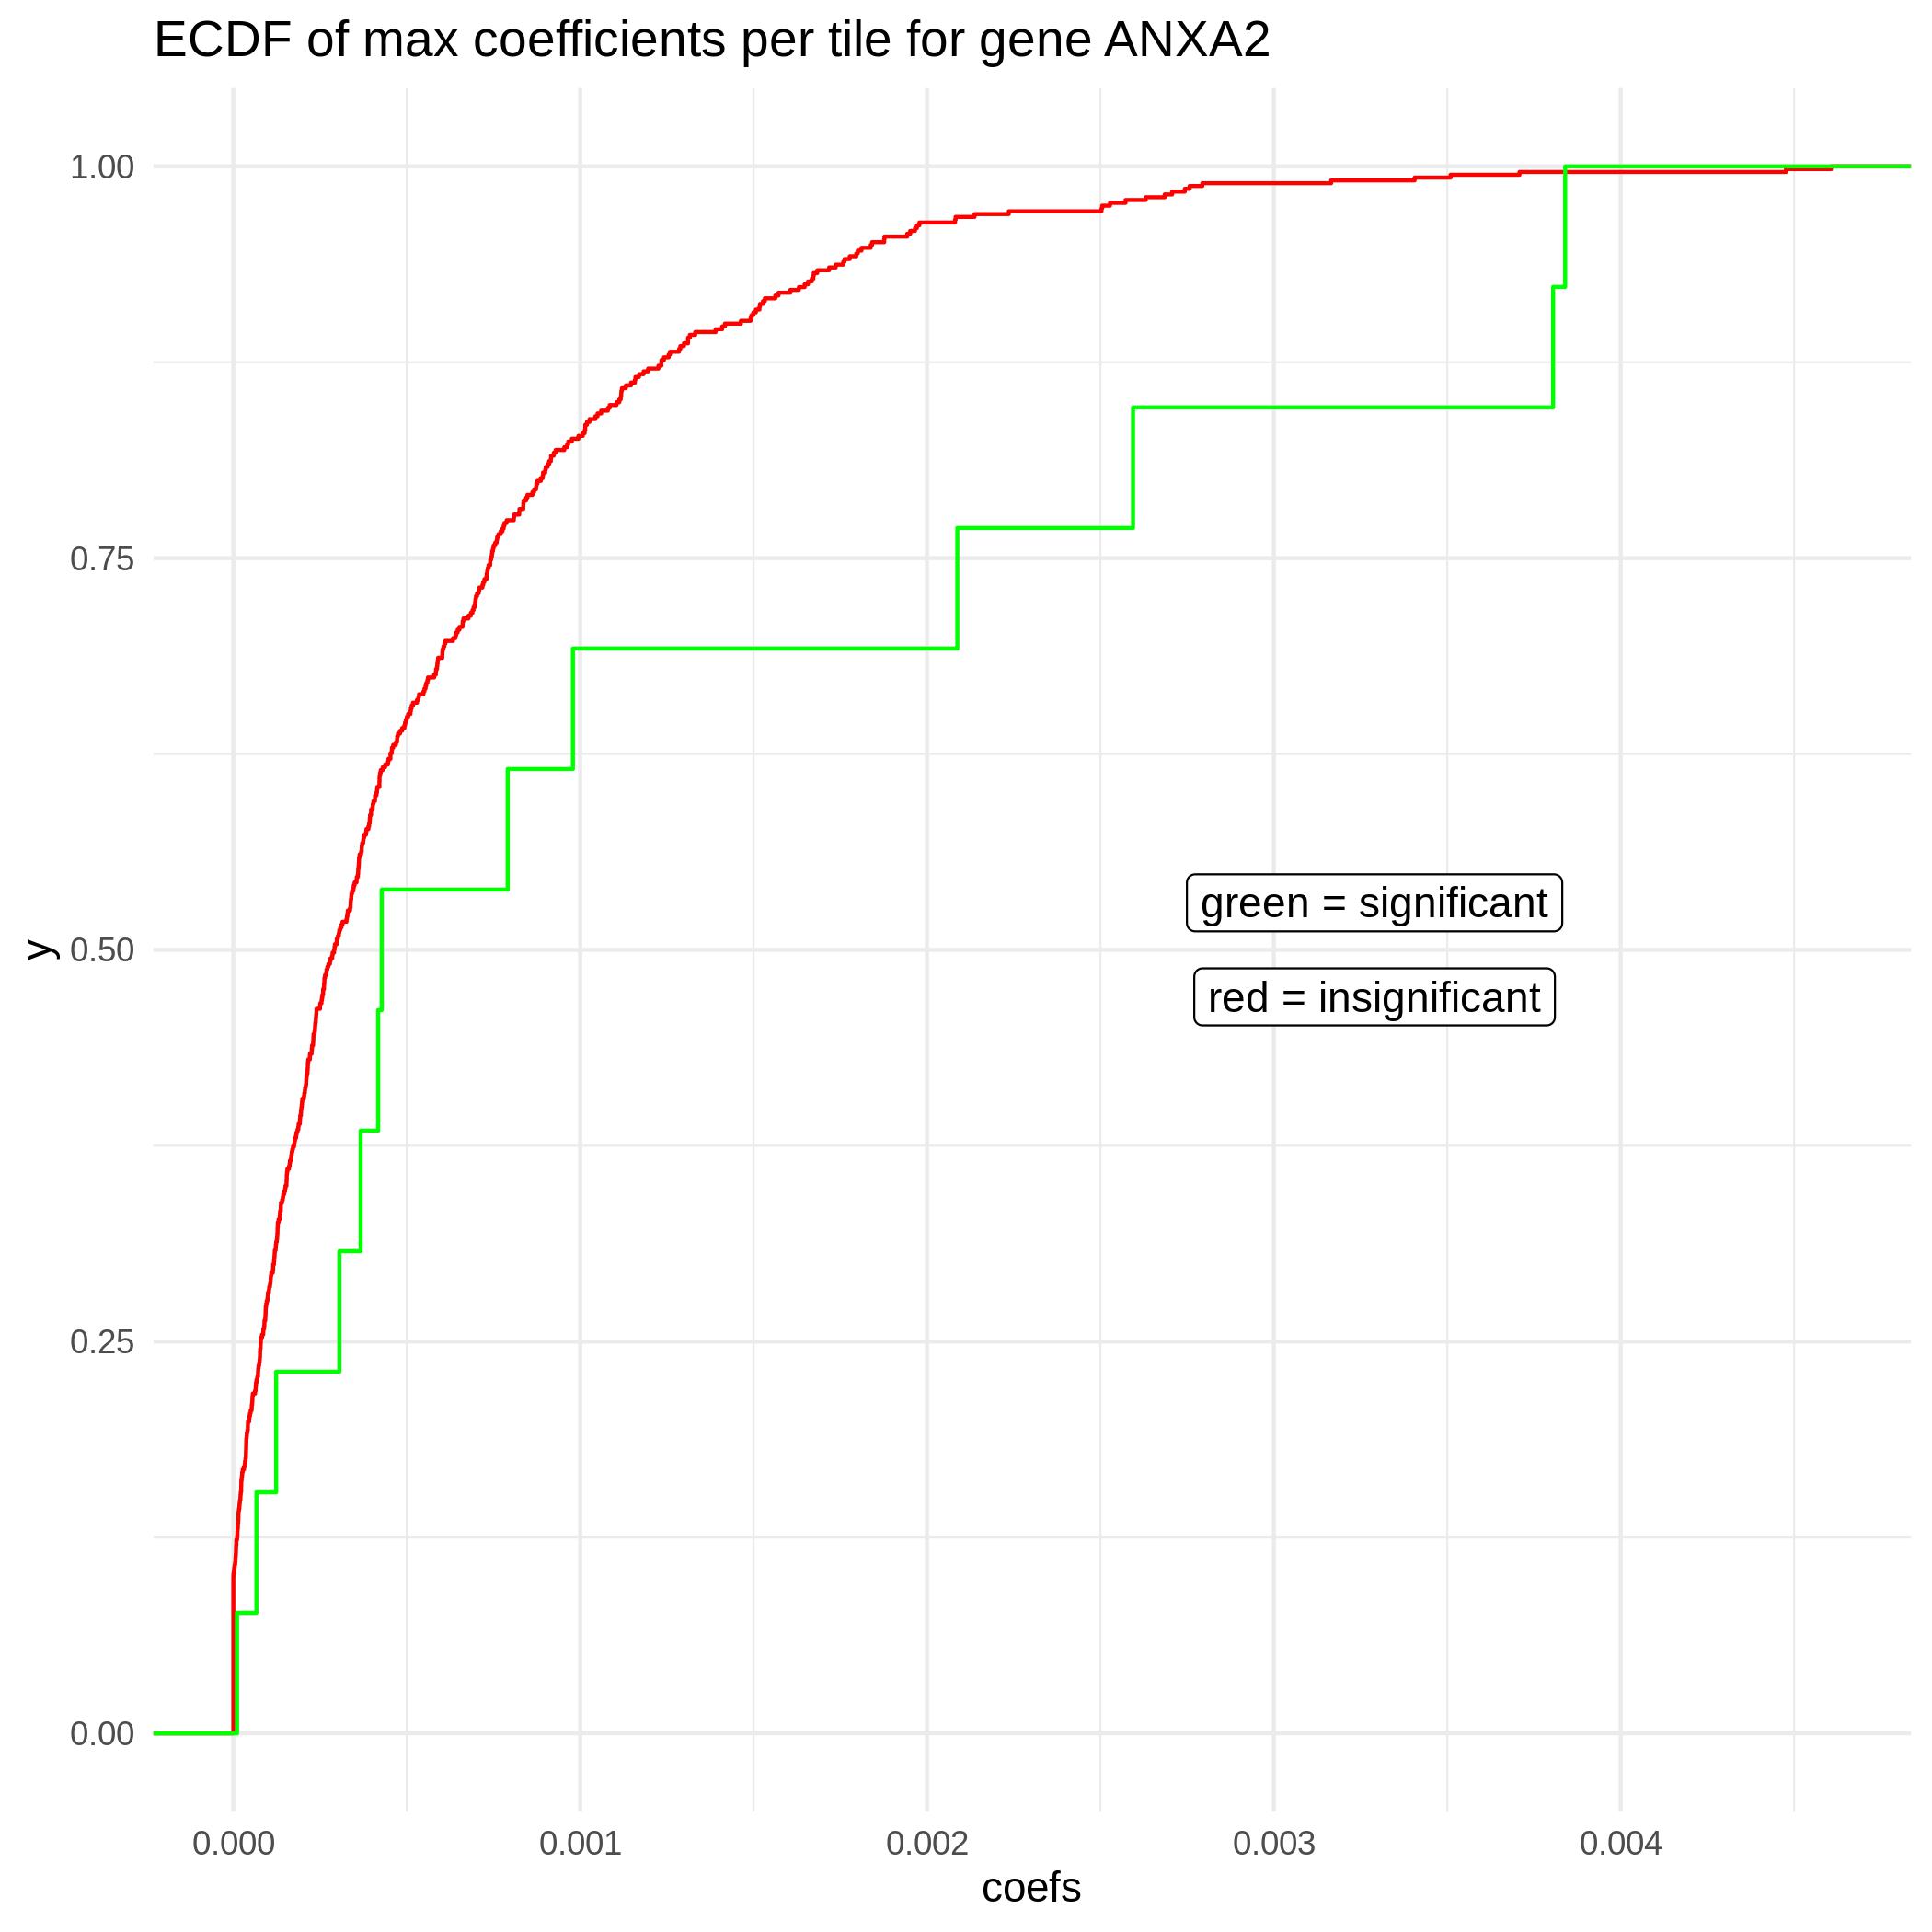 ECDF of max coefficients per tile for gene ANXA2
1.00
0.75
0.50
0.25
0.00
y
green = significant
red = insignificant
0.000 0.001 0.002 0.003 0.004
coefs